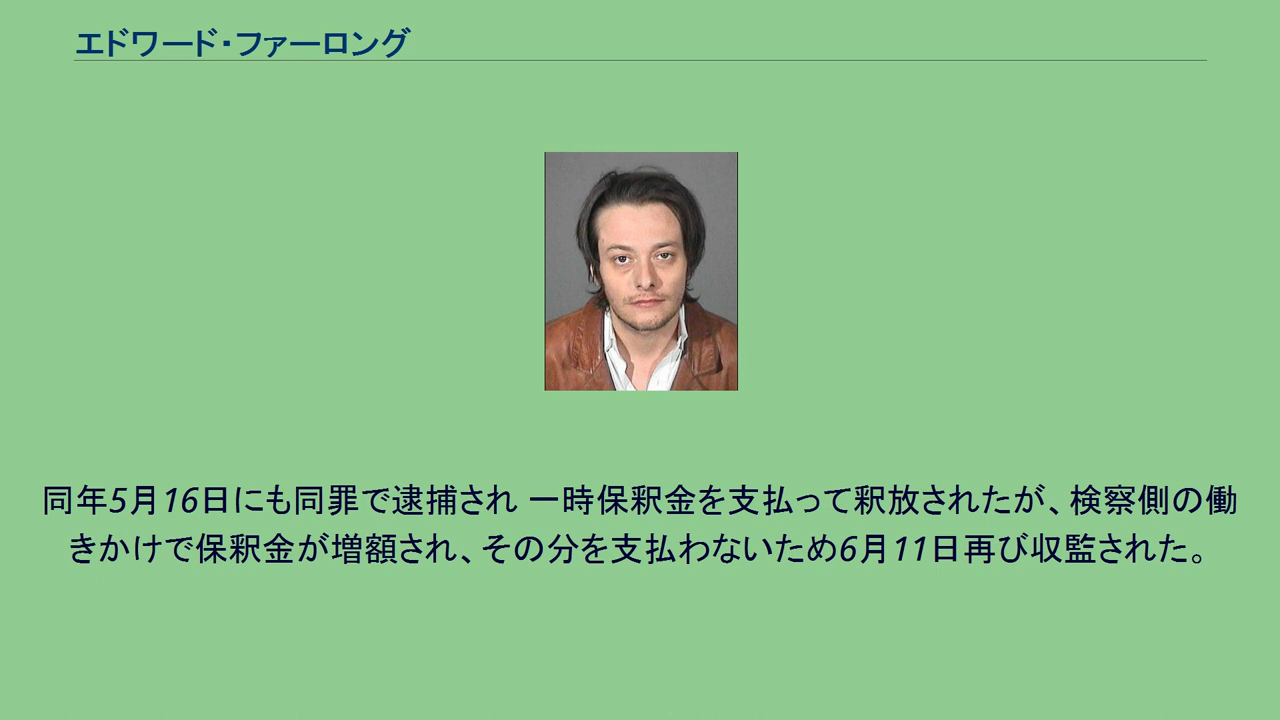 エドワード・ファーロング
同年5月16日にも同罪で逮捕され 一時保釈金を支払って釈放されたが、検察側の働
きかけで保釈金が増額され、その分を支払わないため6月11日再び収監された。